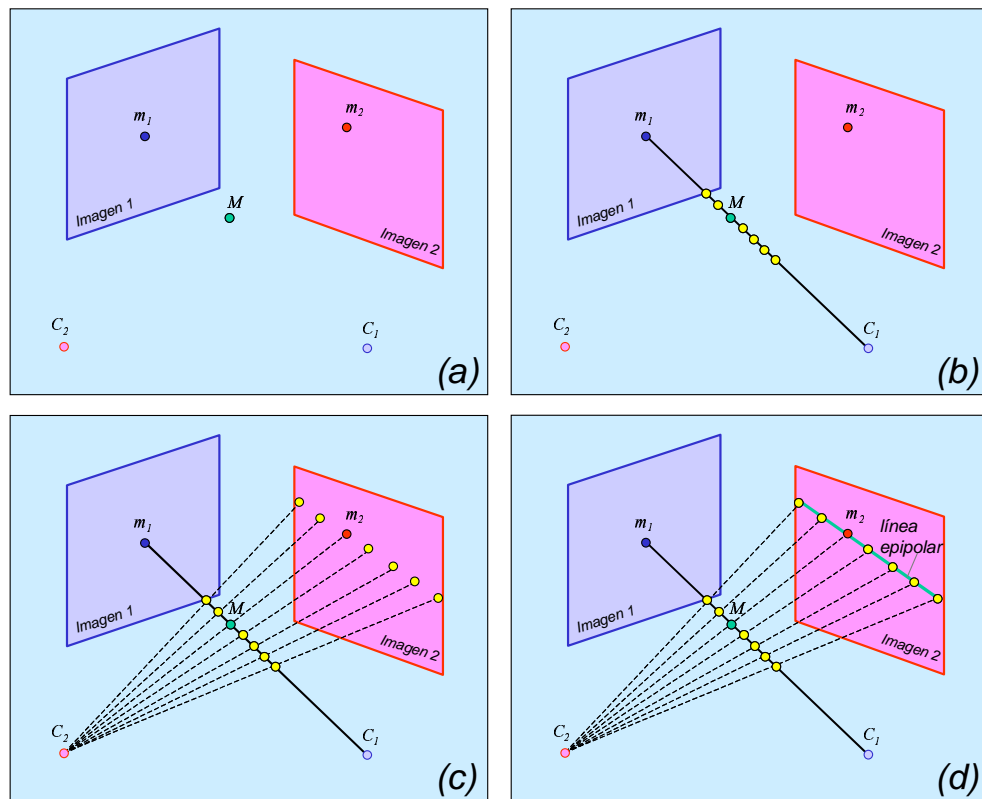 m1
m2
M
Imagen 1
Imagen 2
C2
C1
(a)
m1
m2
M
Imagen 1
Imagen 2
C2
C1
(b)
m1
m2
M
Imagen 1
Imagen 2
C2
C1
(c)
m1
m2
línea
epipolar
M
Imagen 1
Imagen 2
C2
C1
(d)